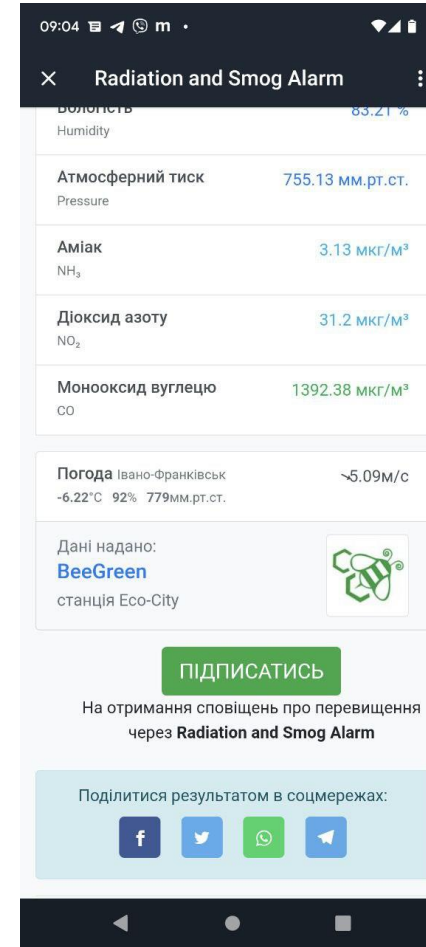 09:04
Radiation and Smog Alarm
Вологість
83.21 %
Humidity
Атмосферний тиск
755.13 мм.рт.ст.
Pressure
Аміак
3.13 мкг/м³
NH₃
Діоксид азоту
31.2 мкг/м³
NO₂
Монооксид вуглецю
1392.38 мкг/м³
CO
Погода Івано-Франківськ
5.09м/с
-6.22°C 92% 779мм.рт.ст.
Дані надано:
BeeGreen
станція Eco-City
ПІДПИСАТИСЬ
На отримання сповіщень про перевищення
через Radiation and Smog Alarm
Поділитися результатом в соцмережах: